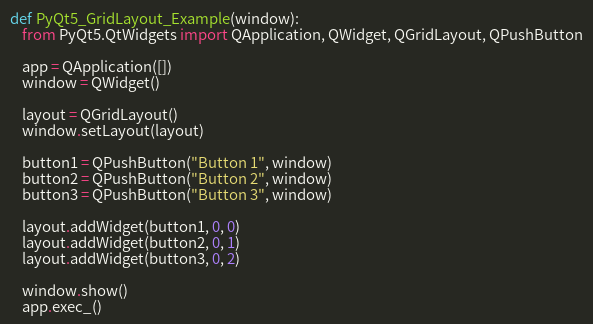 def PyQt5_GridLayout_Example(window):
from PyQt5.QtWidgets import QApplication, QWidget, QGridLayout, QPushButton
app = QApplication([])
window = QWidget()
layout = QGridLayout()
window.setLayout(layout)
button1 = QPushButton("Button 1", window)
button2 = QPushButton("Button 2", window)
button3 = QPushButton("Button 3", window)
layout.addWidget(button1, 0, 0)
layout.addWidget(button2, 0, 1)
layout.addWidget(button3, 0, 2)
window.show()
app.exec_()